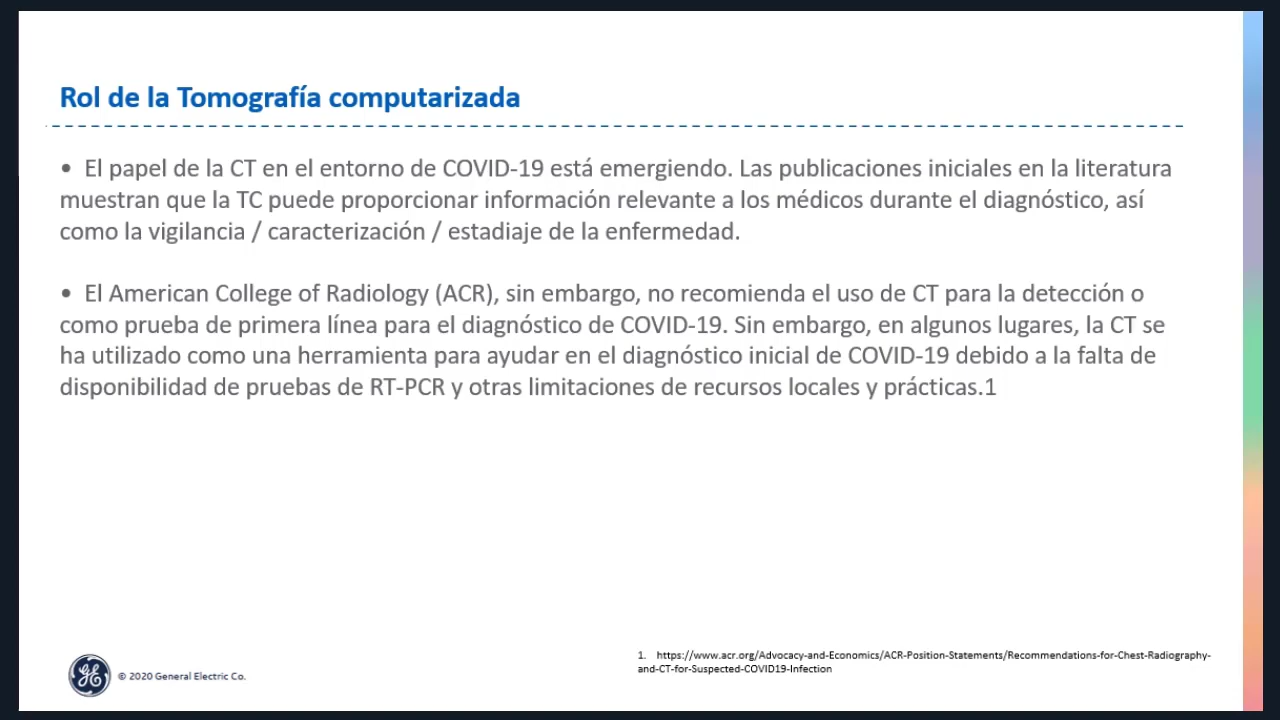 Rol de la Tomografía computarizada
• El papel de la CT en el entorno de COVID-19 está emergiendo. Las publicaciones iniciales en la literatura
muestran que la TC puede proporcionar información relevante a los médicos durante el diagnóstico, así
como la vigilancia / caracterización / estadiaje de la enfermedad.
• El American College of Radiology (ACR), sin embargo, no recomienda el uso de CT para la detección o
como prueba de primera línea para el diagnóstico de COVID-19. Sin embargo, en algunos lugares, la CT se
ha utilizado como una herramienta para ayudar en el diagnóstico inicial de COVID-19 debido a la falta de
disponibilidad de pruebas de RT-PCR y otras limitaciones de recursos locales y prácticas.1
1. https://www.acr.org/Advocacy-and-Economics/ACR-Position-Statements/Recommendations-for-Chest-Radiography-
and-CT-for-Suspected-COVID19-Infection
GE
© 2020 General Electric Co.